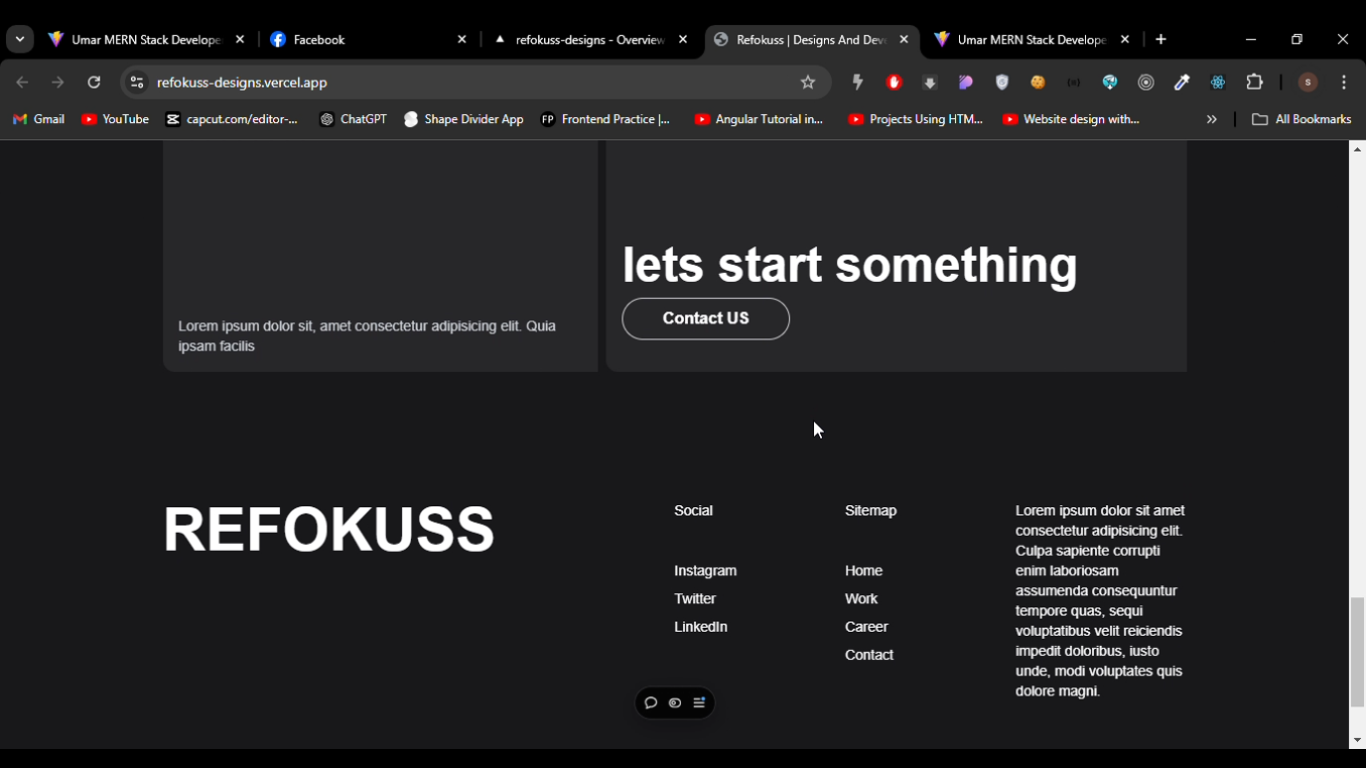 Umar MERN Stack Develope
Facebook
refokuss-designs - Overview
Refokuss | Designs And Dev
Umar MERN Stack Develope
refokuss-designs.vercel.app
S
Gmail
YouTube
capcut.com/editor-...
ChatGPT
Shape Divider App
FP
Frontend Practice |...
Angular Tutorial in...
Projects Using HTM...
Website design with...
All Bookmarks
lets start something
Contact US
Lorem ipsum dolor sit, amet consectetur adipisicing elit. Quia
ipsam facilis
REFOKUSS
Social
Instagram
Twitter
LinkedIn
Sitemap
Home
Work
Career
Contact
Lorem ipsum dolor sit amet
consectetur adipisicing elit.
Culpa sapiente corrupti
enim laboriosam
assumenda consequuntur
tempore quas, sequi
voluptatibus velit reiciendis
impedit doloribus, iusto
unde, modi voluptates quis
dolore magni.